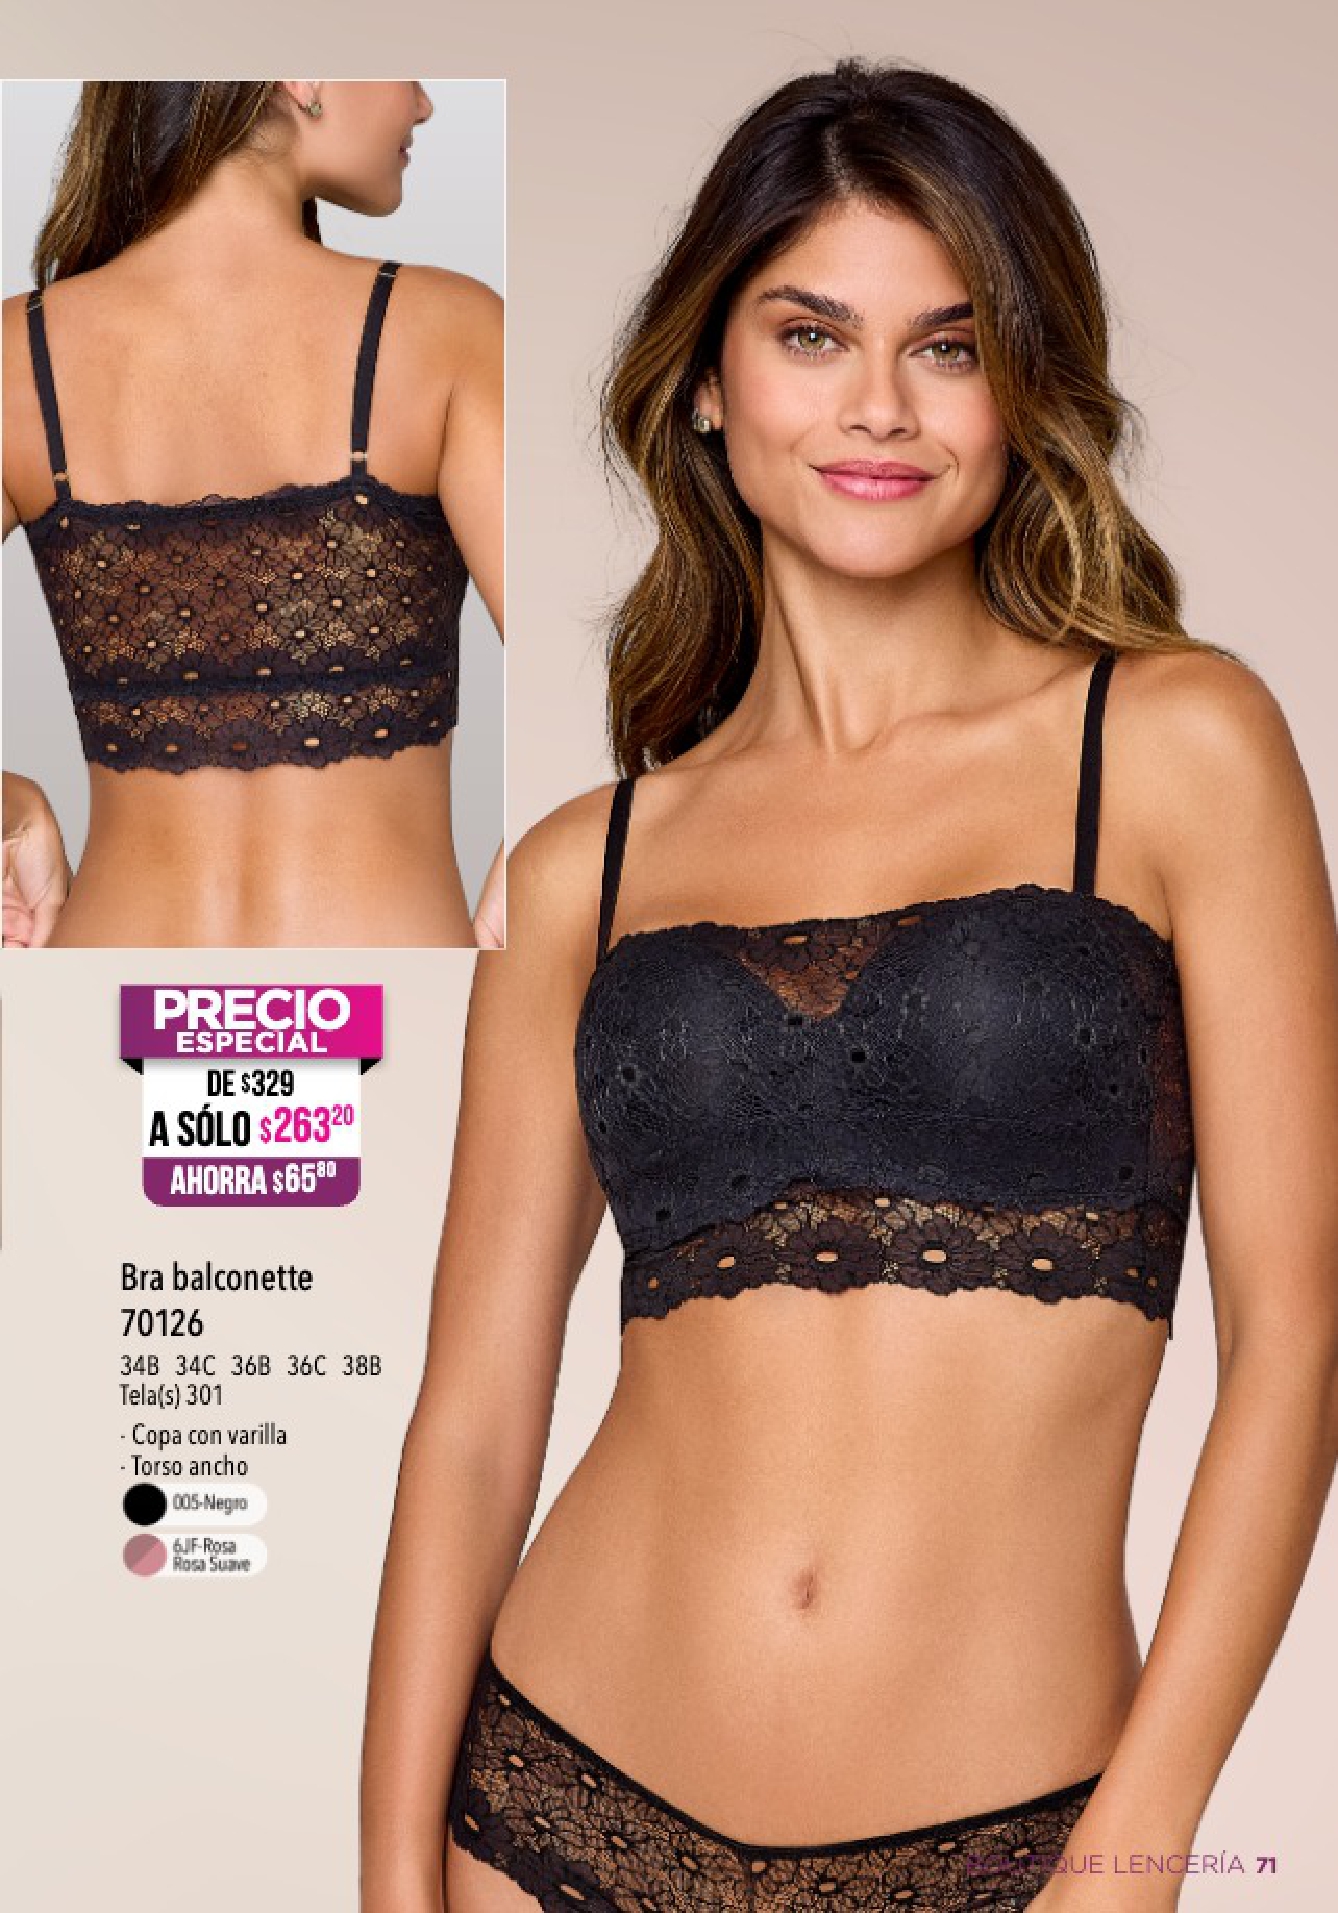 PRECIO
ESPECIAL
DE $329
A SÓLO $263²⁰
AHORRA $65⁸⁰
Bra balconette
70126
34B 34C 36B 36C 38B
Tela(s) 301
· Copa con varilla
· Torso ancho
005-Negro
6JF-Rosa
Rosa Suave
BOUTIQUE LENCERÍA 71